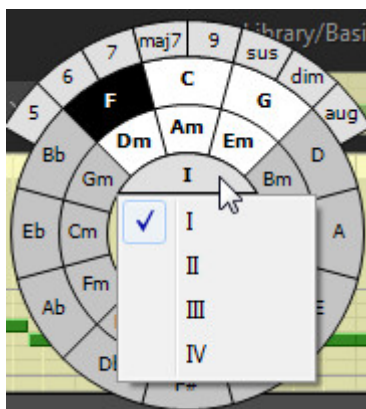 Library/Basi
maj7 9
7 sus
6 dim
5 aug
C
F G
Am
Dm Em
Bb D
Gm I Bm
Eb Cm A
✓ I
II
Fm III
Ab E
IV